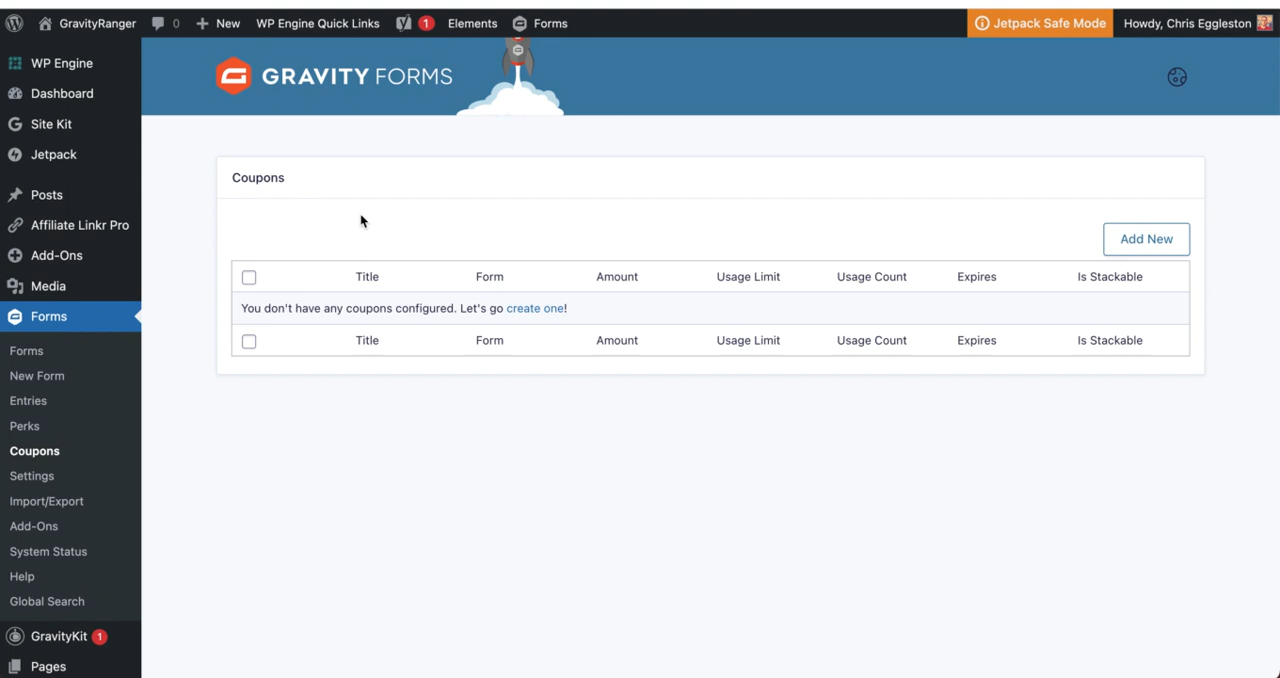 GravityRanger 0 New WP Engine Quick Links 1 Elements Forms Jetpack Safe Mode Howdy, Chris Eggleston
WP Engine
Dashboard
Site Kit
Jetpack
Posts
Affiliate Linkr Pro
Add-Ons
Media
Forms
Forms
New Form
Entries
Perks
Coupons
Settings
Import/Export
Add-Ons
System Status
Help
Global Search
GravityKit 1
Pages
GRAVITY FORMS
Coupons
Add New
Title Form Amount Usage Limit Usage Count Expires Is Stackable
You don't have any coupons configured. Let's go create one!
Title Form Amount Usage Limit Usage Count Expires Is Stackable